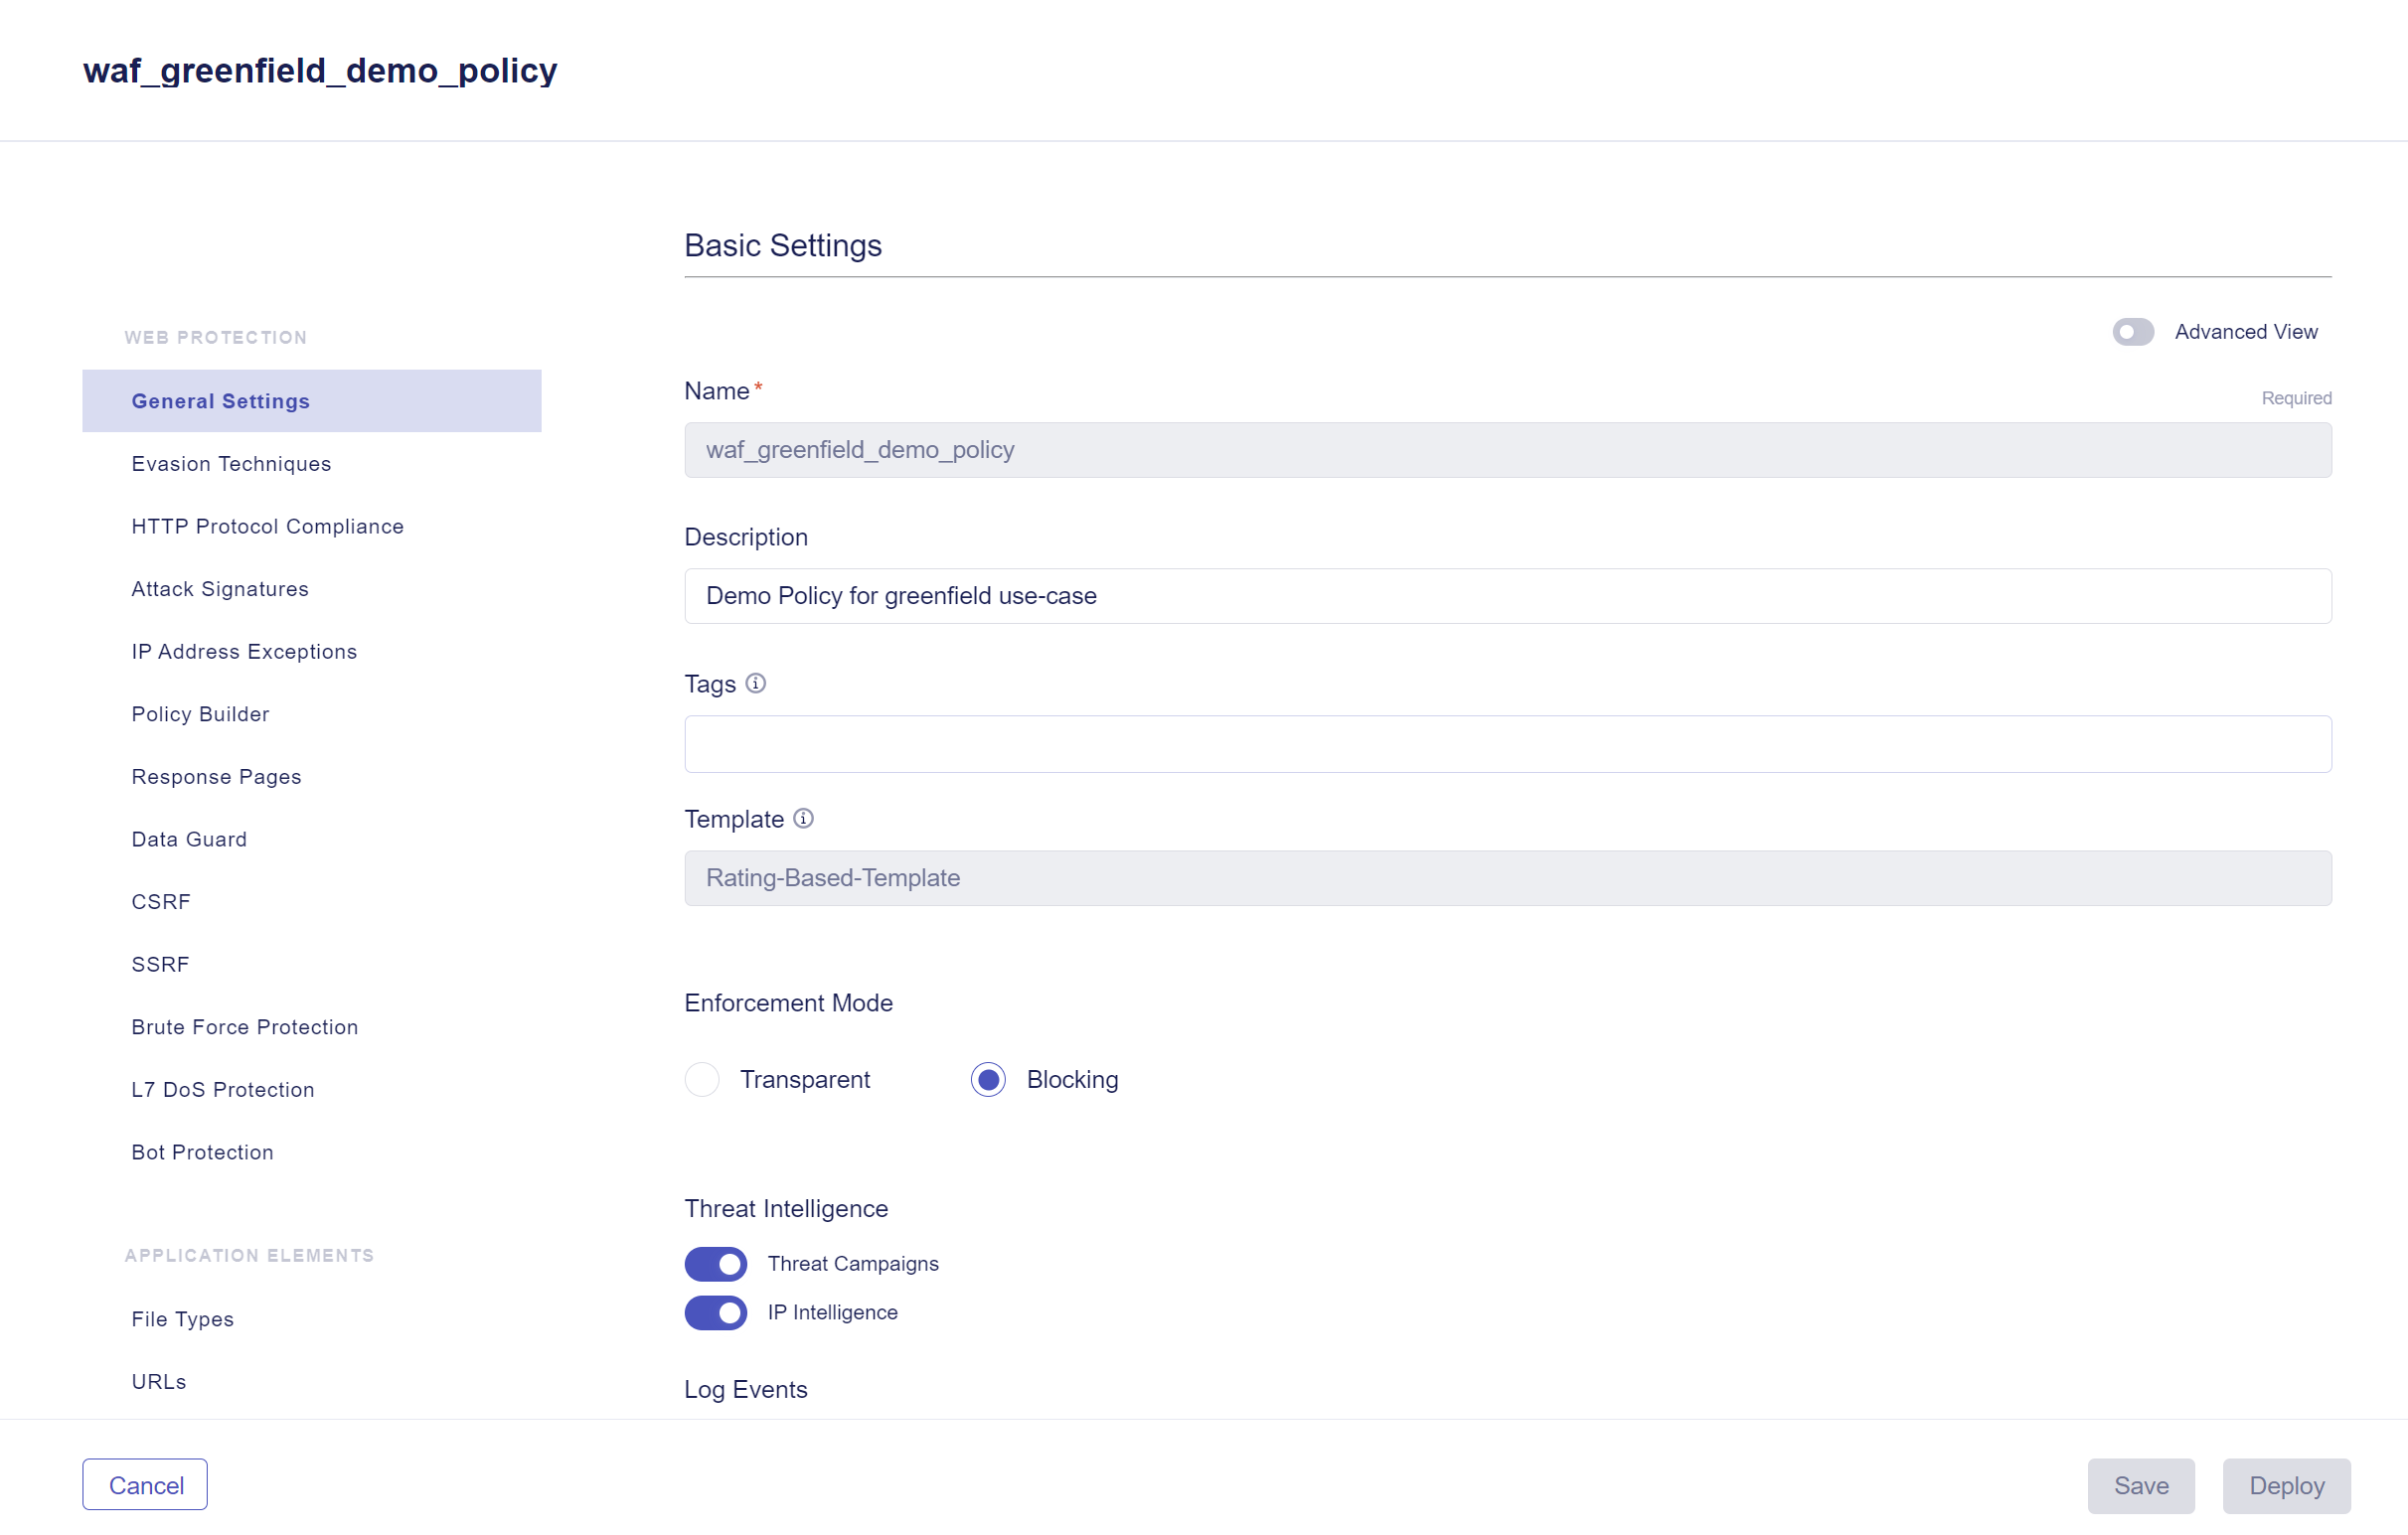 waf_greenfield_demo_policy
WEB PROTECTION
General Settings
Evasion Techniques
HTTP Protocol Compliance
Attack Signatures
IP Address Exceptions
Policy Builder
Response Pages
Data Guard
CSRF
SSRF
Brute Force Protection
L7 DoS Protection
Bot Protection
APPLICATION ELEMENTS
File Types
URLs
Basic Settings
Advanced View
Name*
Required
waf_greenfield_demo_policy
Description
Demo Policy for greenfield use-case
Tags
Template
Rating-Based-Template
Enforcement Mode
Transparent
Blocking
Threat Intelligence
Threat Campaigns
IP Intelligence
Log Events
Cancel
Save
Deploy